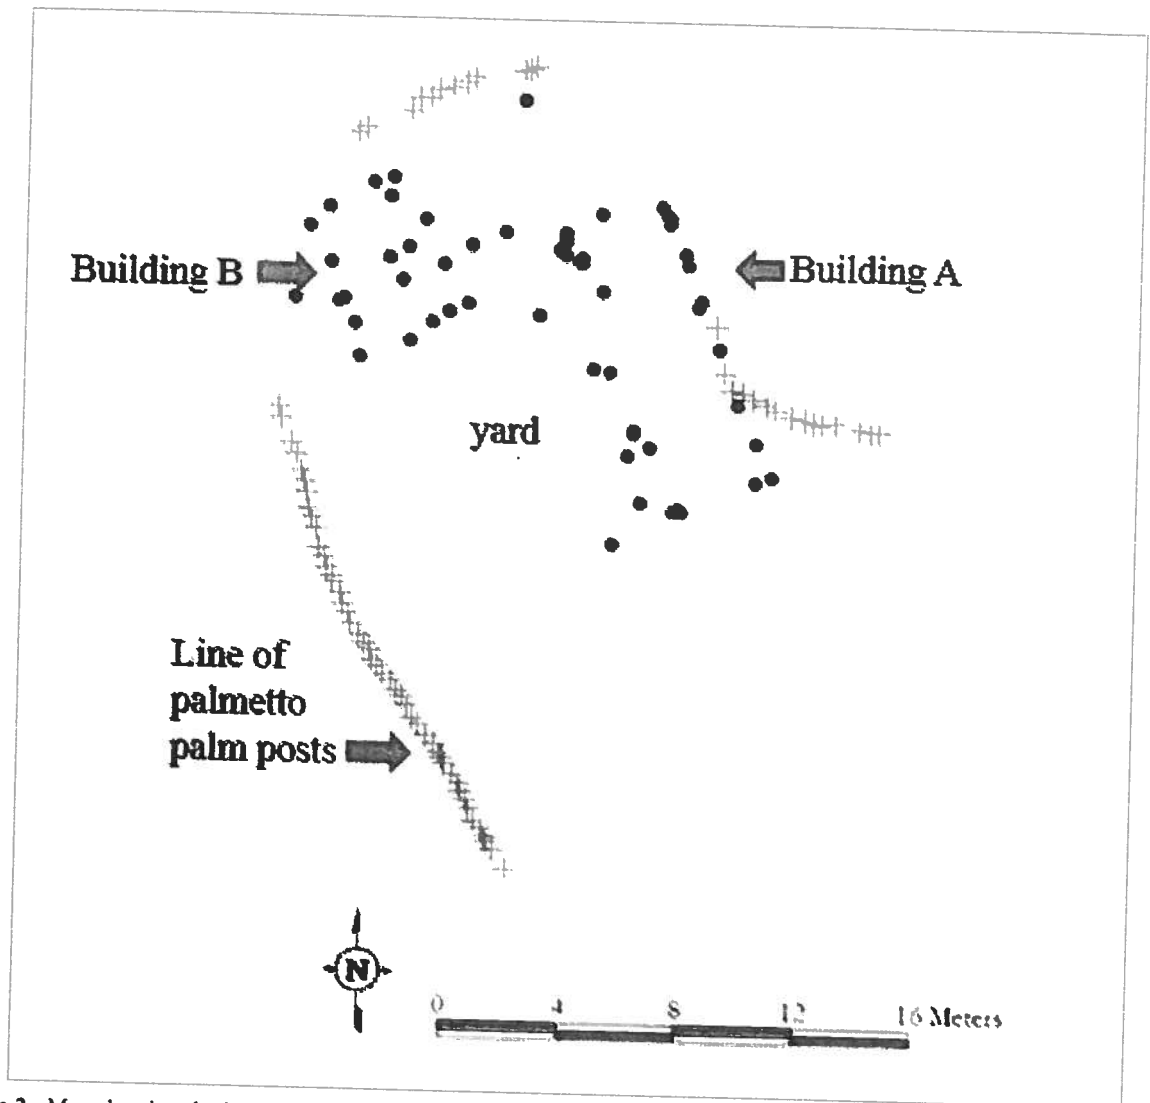 Building B
Building A
yard
Line of
palmetto
palm posts
N
0 4 8 12 16 Meters